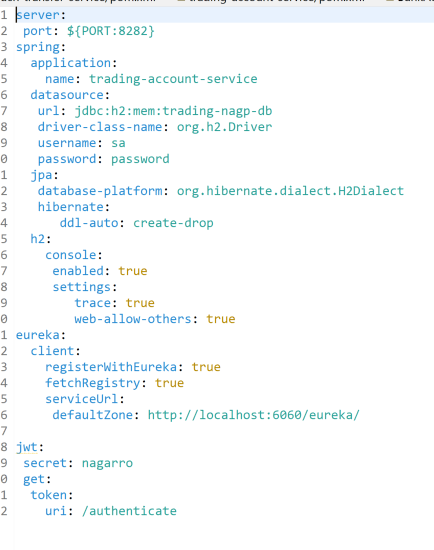 1 server:
2  port: ${PORT:8282}
3 spring:
4   application:
5     name: trading-account-service
6   datasource:
7    url: jdbc:h2:mem:trading-nagp-db
8    driver-class-name: org.h2.Driver
9    username: sa
0    password: password
1   jpa:
2    database-platform: org.hibernate.dialect.H2Dialect
3    hibernate:
4       ddl-auto: create-drop
5   h2:
6     console:
7      enabled: true
8      settings:
9         trace: true
0         web-allow-others: true
1 eureka:
2   client:
3     registerWithEureka: true
4     fetchRegistry: true
5     serviceUrl:
6      defaultZone: http://localhost:6060/eureka/
7
8 jwt:
9  secret: nagarro
0  get:
1   token:
2     uri: /authenticate